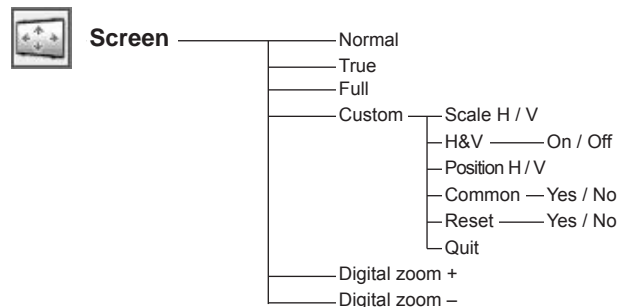 Screen
Normal
True
Full
Custom
Scale H / V
H&V On / Off
Position H / V
Common Yes / No
Reset Yes / No
Quit
Digital zoom +
Digital zoom –